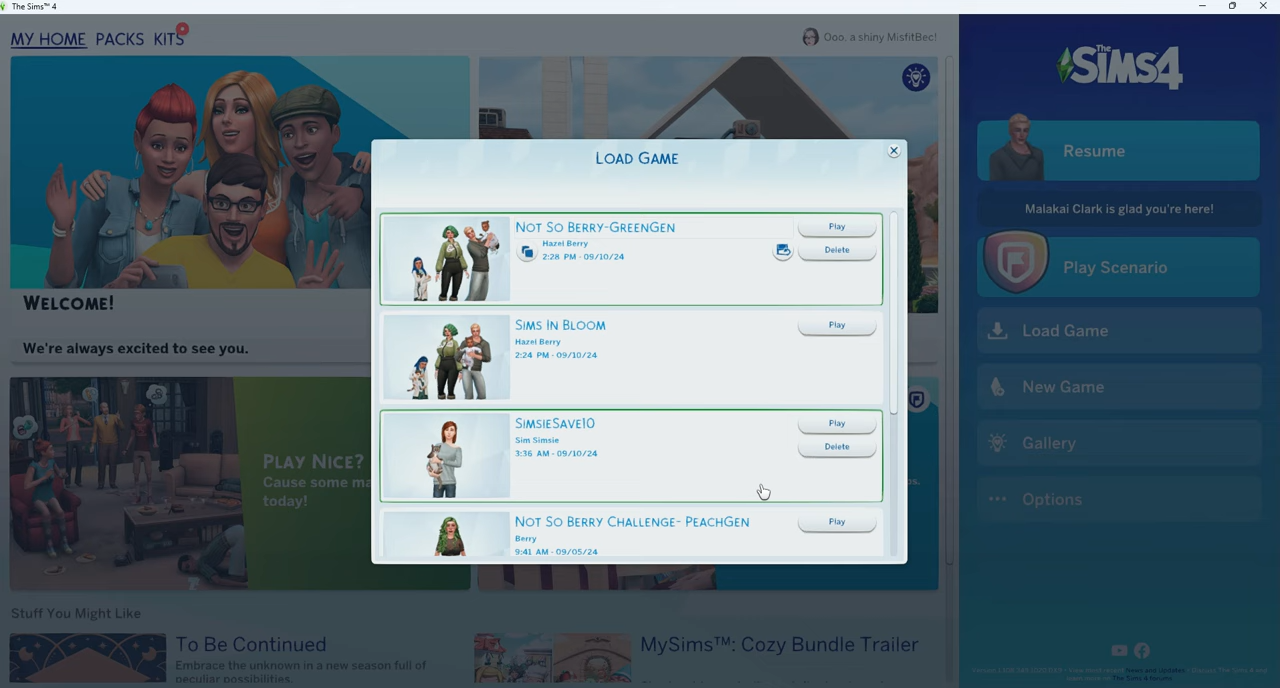 The Sims™ 4
MY HOME PACKS KITS
Ooo, a shiny MisfitBec!
WELCOME!
We're always excited to see you.
PLAY NICE?
Cause some
today!
Stuff You Might Like
To Be Continued
Embrace the unknown in a new season full of
peculiar possibilities.
MySims™: Cozy Bundle Trailer
LOAD GAME
NOT SO BERRY-GREENGEN
Hazel Berry
2:28 PM - 09/10/24
Play
Delete
SIMS IN BLOOM
Hazel Berry
2:24 PM - 09/10/24
Play
SIMSIESAVE10
Sim Simsie
3:36 AM - 09/10/24
Play
Delete
NOT SO BERRY CHALLENGE- PEACHGEN
Berry
9:41 AM - 09/05/24
Play
The SIMS4
Resume
Malakai Clark is glad you're here!
Play Scenario
Load Game
New Game
Gallery
Options